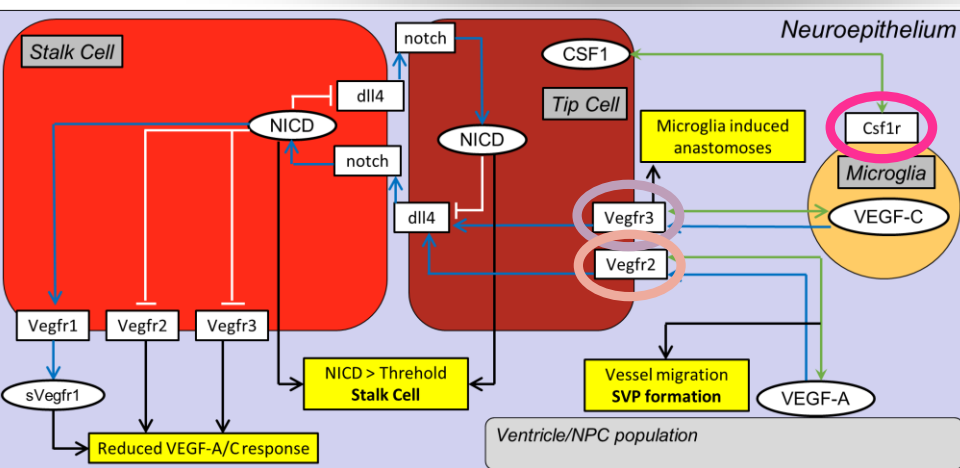 Neuroepithelium
Stalk Cell
notch
CSF1
dll4
Tip Cell
Csf1r
NICD
NICD
Microglia induced
anastomoses
notch
Microglia
dll4
Vegfr3
VEGF-C
Vegfr2
Vegfr1
Vegfr2
Vegfr3
NICD > Threhold
Stalk Cell
Vessel migration
SVP formation
sVegfr1
VEGF-A
Reduced VEGF-A/C response
Ventricle/NPC population